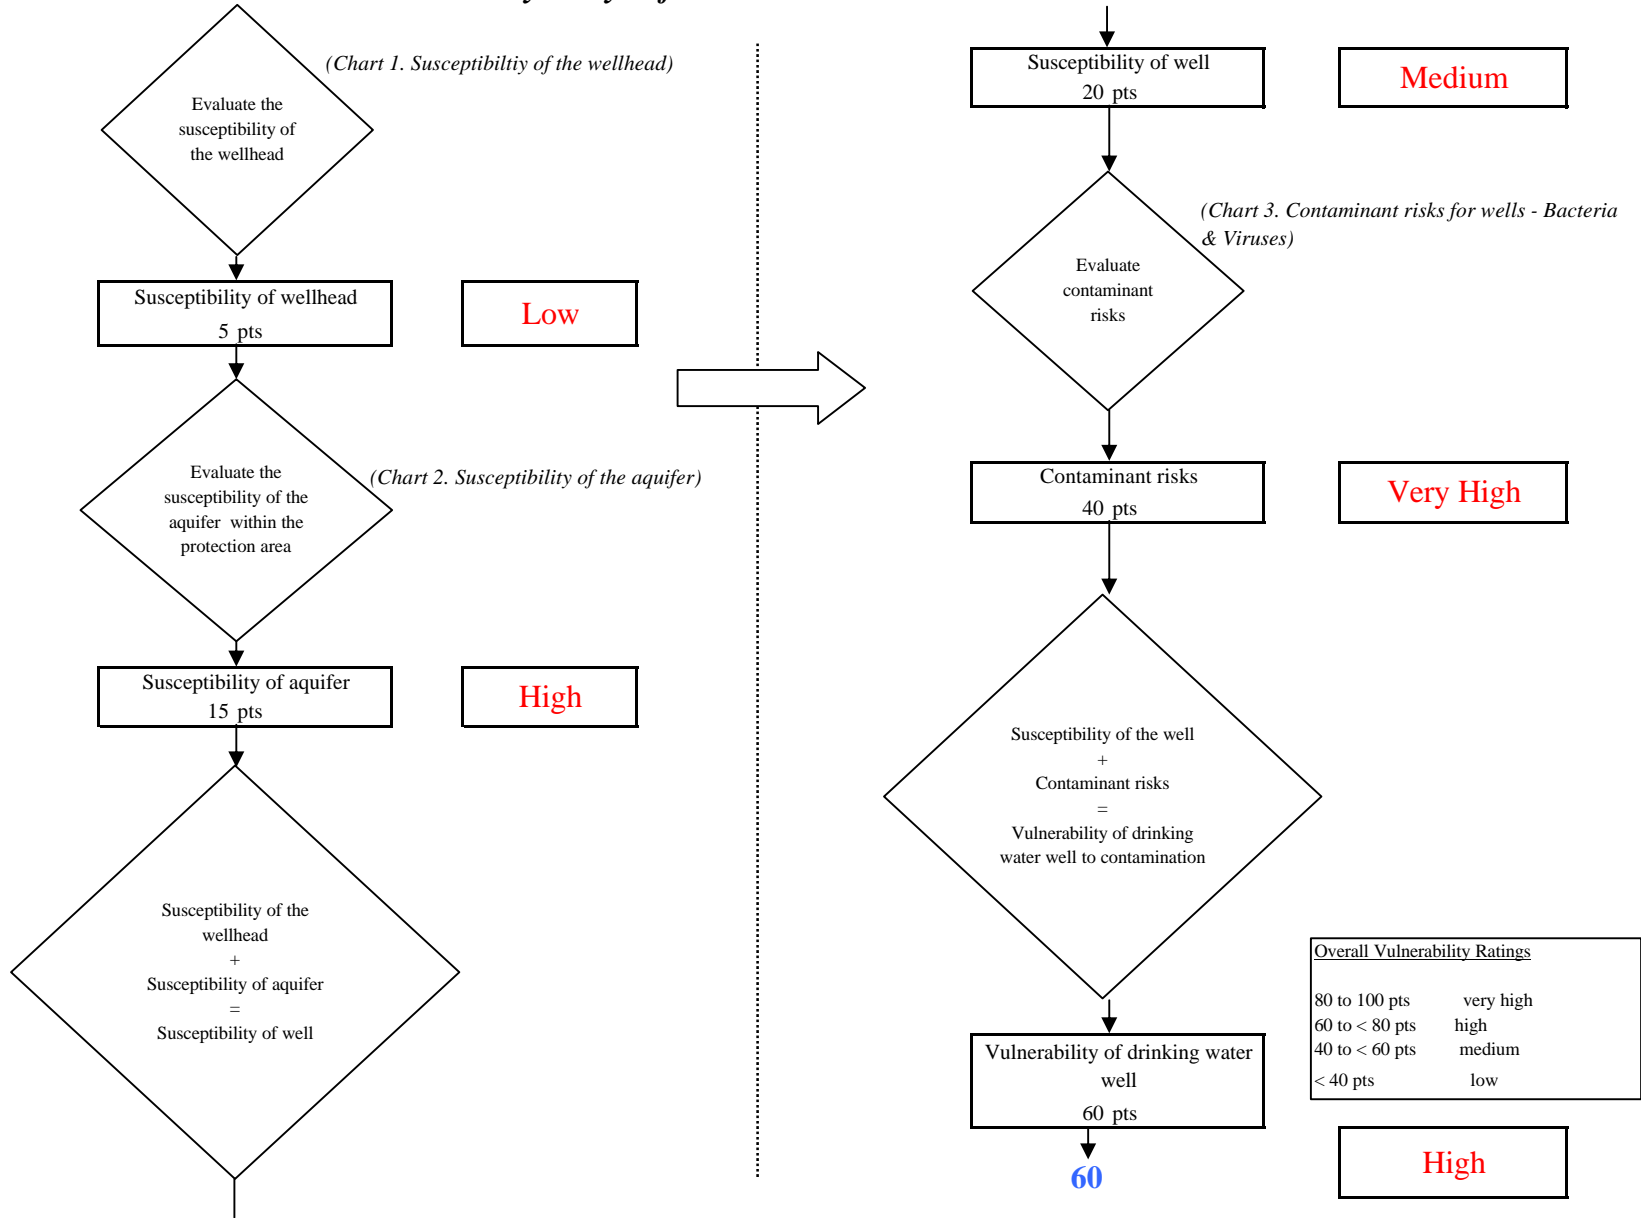 (Chart 1. Susceptibiltiy of the wellhead)
Evaluate the
susceptibility of
the wellhead
Susceptibility of wellhead
5 pts
Low
Evaluate the
susceptibility of the
aquifer within the
protection area
(Chart 2. Susceptibility of the aquifer)
Susceptibility of aquifer
15 pts
High
Susceptibility of the
wellhead
+
Susceptibility of aquifer
=
Susceptibility of well
Susceptibility of well
20 pts
Medium
(Chart 3. Contaminant risks for wells - Bacteria
& Viruses)
Evaluate
contaminant
risks
Contaminant risks
40 pts
Very High
Susceptibility of the well
+
Contaminant risks
=
Vulnerability of drinking
water well to contamination
Overall Vulnerability Ratings
80 to 100 pts very high
60 to < 80 pts high
40 to < 60 pts medium
< 40 pts low
Vulnerability of drinking water
well
60 pts
60
High